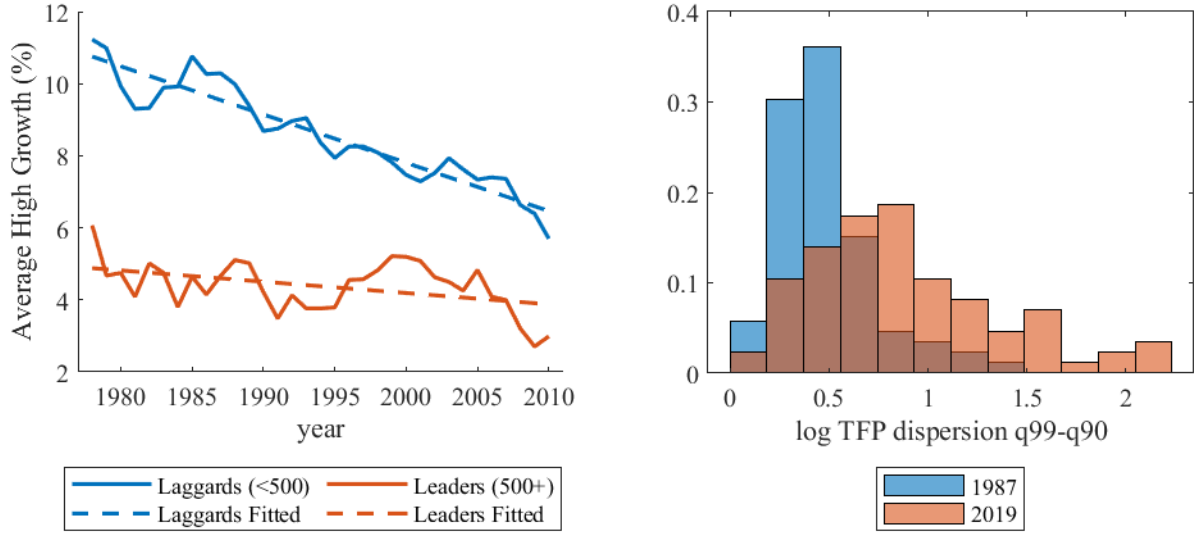 Average High Growth (%)
12
10
8
6
4
2
1980 1985 1990 1995 2000 2005 2010
year
Laggards (<500) Leaders (500+)
Laggards Fitted Leaders Fitted
0.4
0.3
0.2
0.1
0
0 0.5 1 1.5 2
log TFP dispersion q99-q90
1987
2019